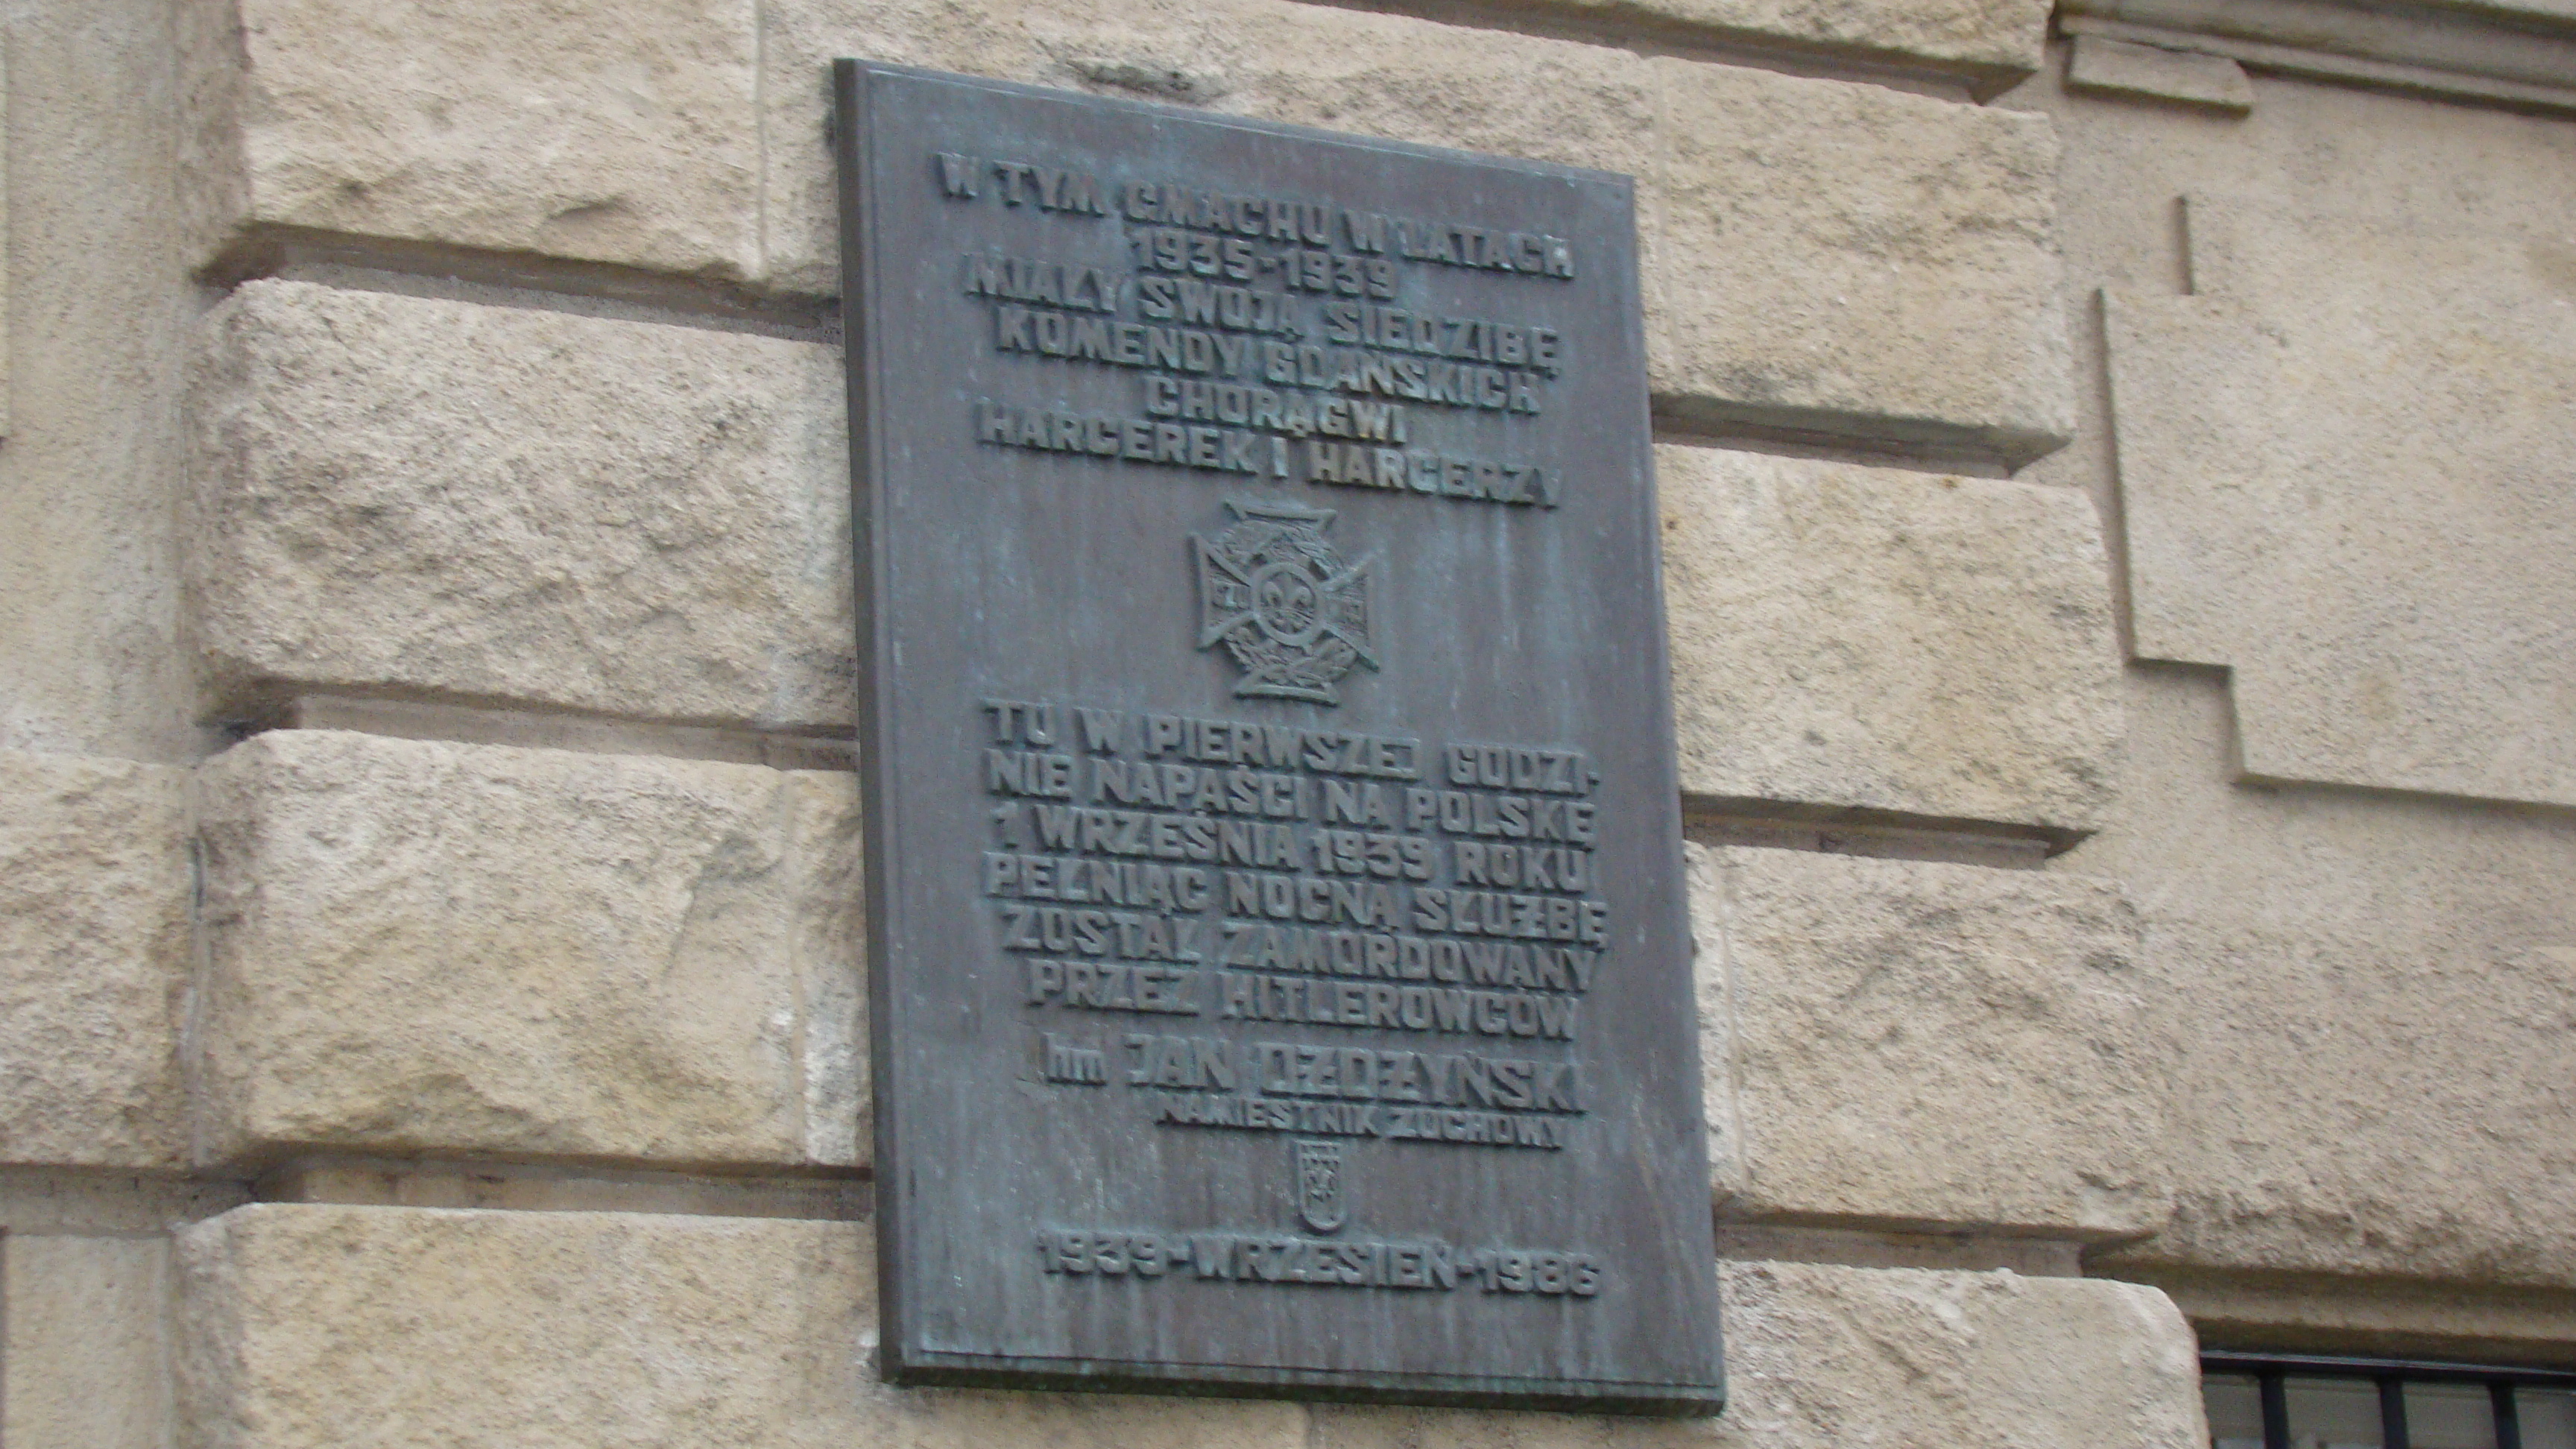 W TYM GMACHU W LATACH
1935-1939
MIAŁY SWOJĄ SIEDZIBĘ
KOMENDY GDAŃSKICH
CHORĄGWI
HARCEREK I HARCERZY
TU W PIERWSZEJ GODZI-
NIE NAPAŚCI NA POLSKĘ
1 WRZEŚNIA 1939 ROKU
PEŁNIĄC NOCNĄ SŁUŻBĘ
ZOSTAŁ ZAMORDOWANY
PRZEZ HITLEROWCÓW
hm JAN OŻDŻYŃSKI
NAMIESTNIK ZUCHOWY
1939-WRZESIEŃ-1986